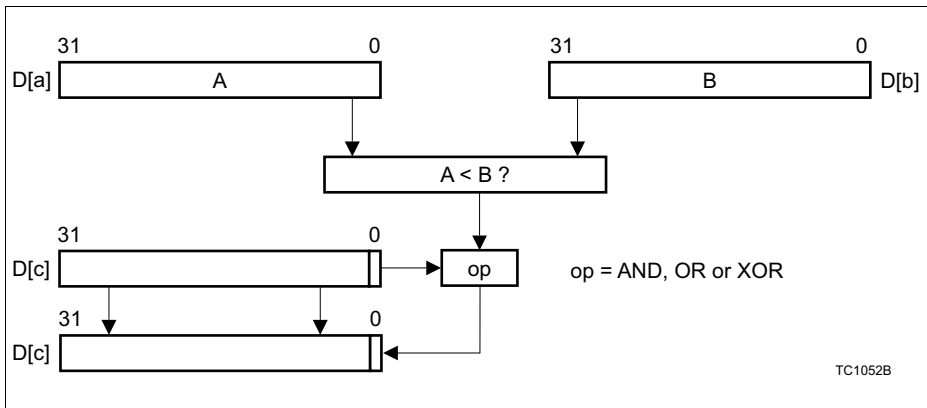 31 0 31 0
D[a] A B D[b]
A < B ?
31 0
D[c] op op = AND, OR or XOR
31 0
D[c]
TC1052B